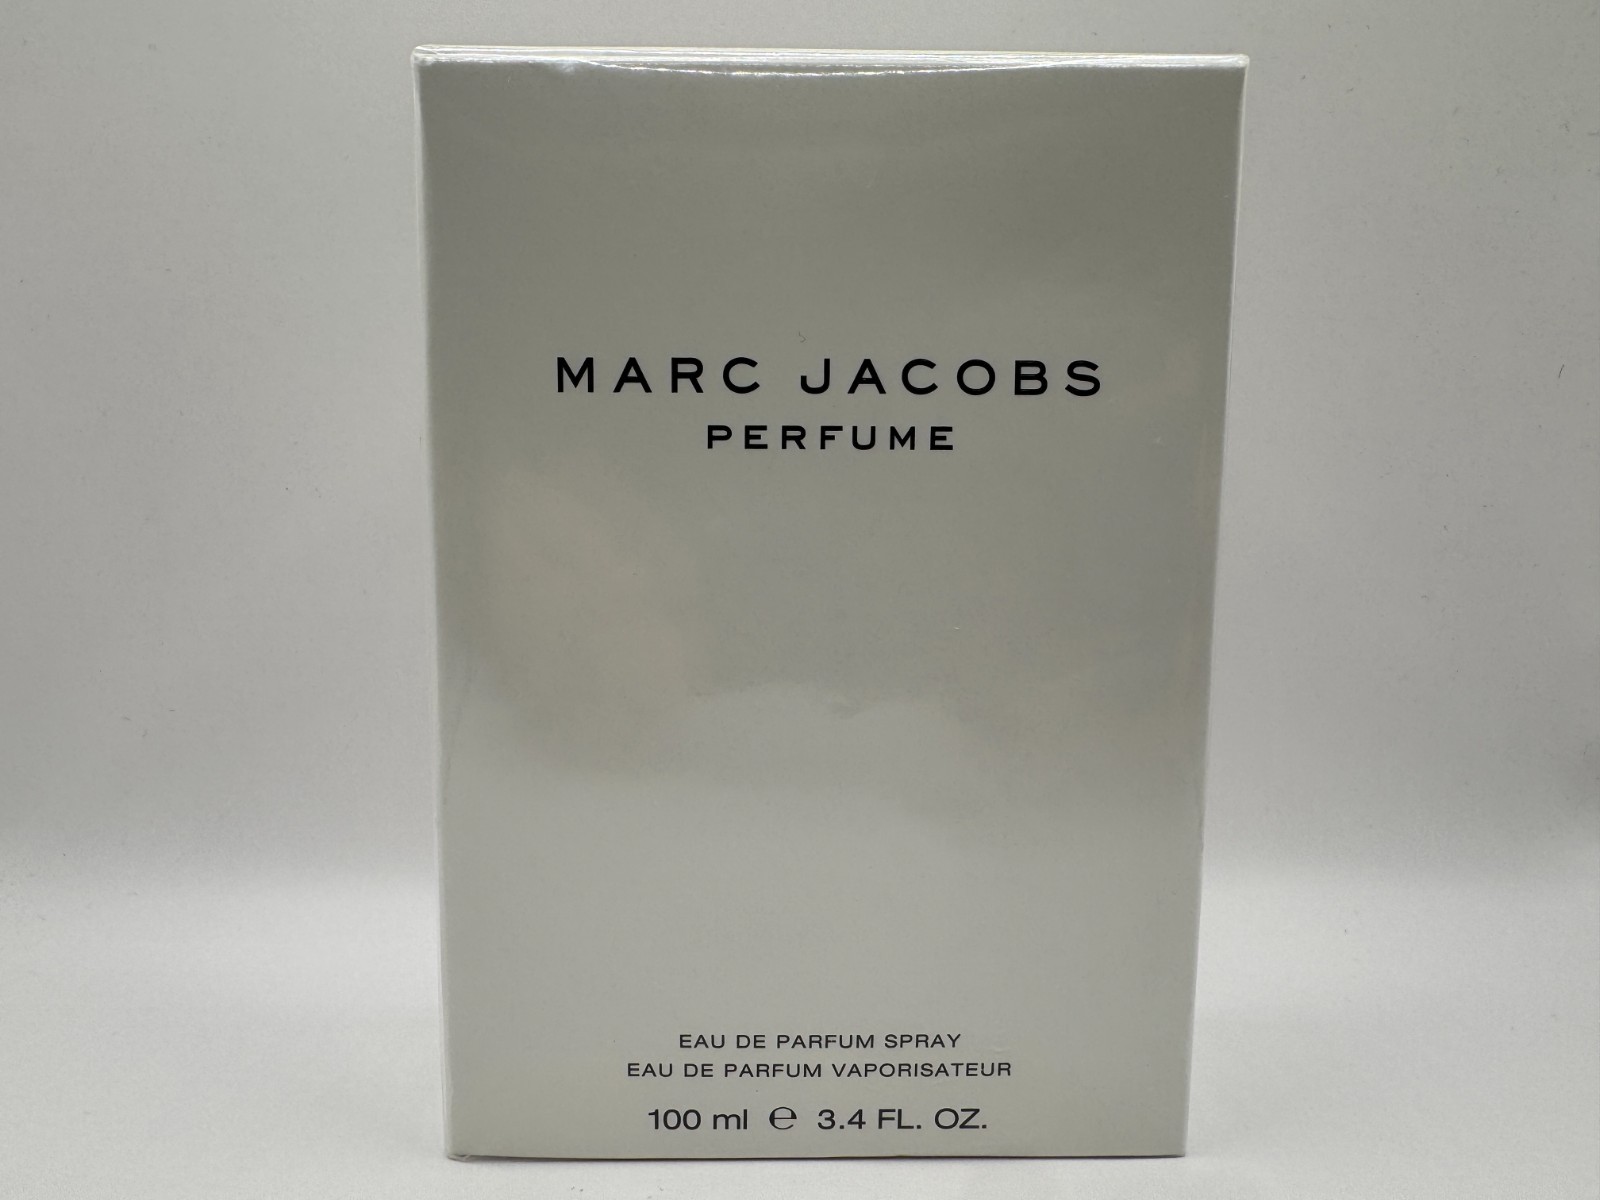 MARC JACOBS
PERFUME
EAU DE PARFUM SPRAY
EAU DE PARFUM VAPORISATEUR
100 ml ℮ 3.4 FL. OZ.